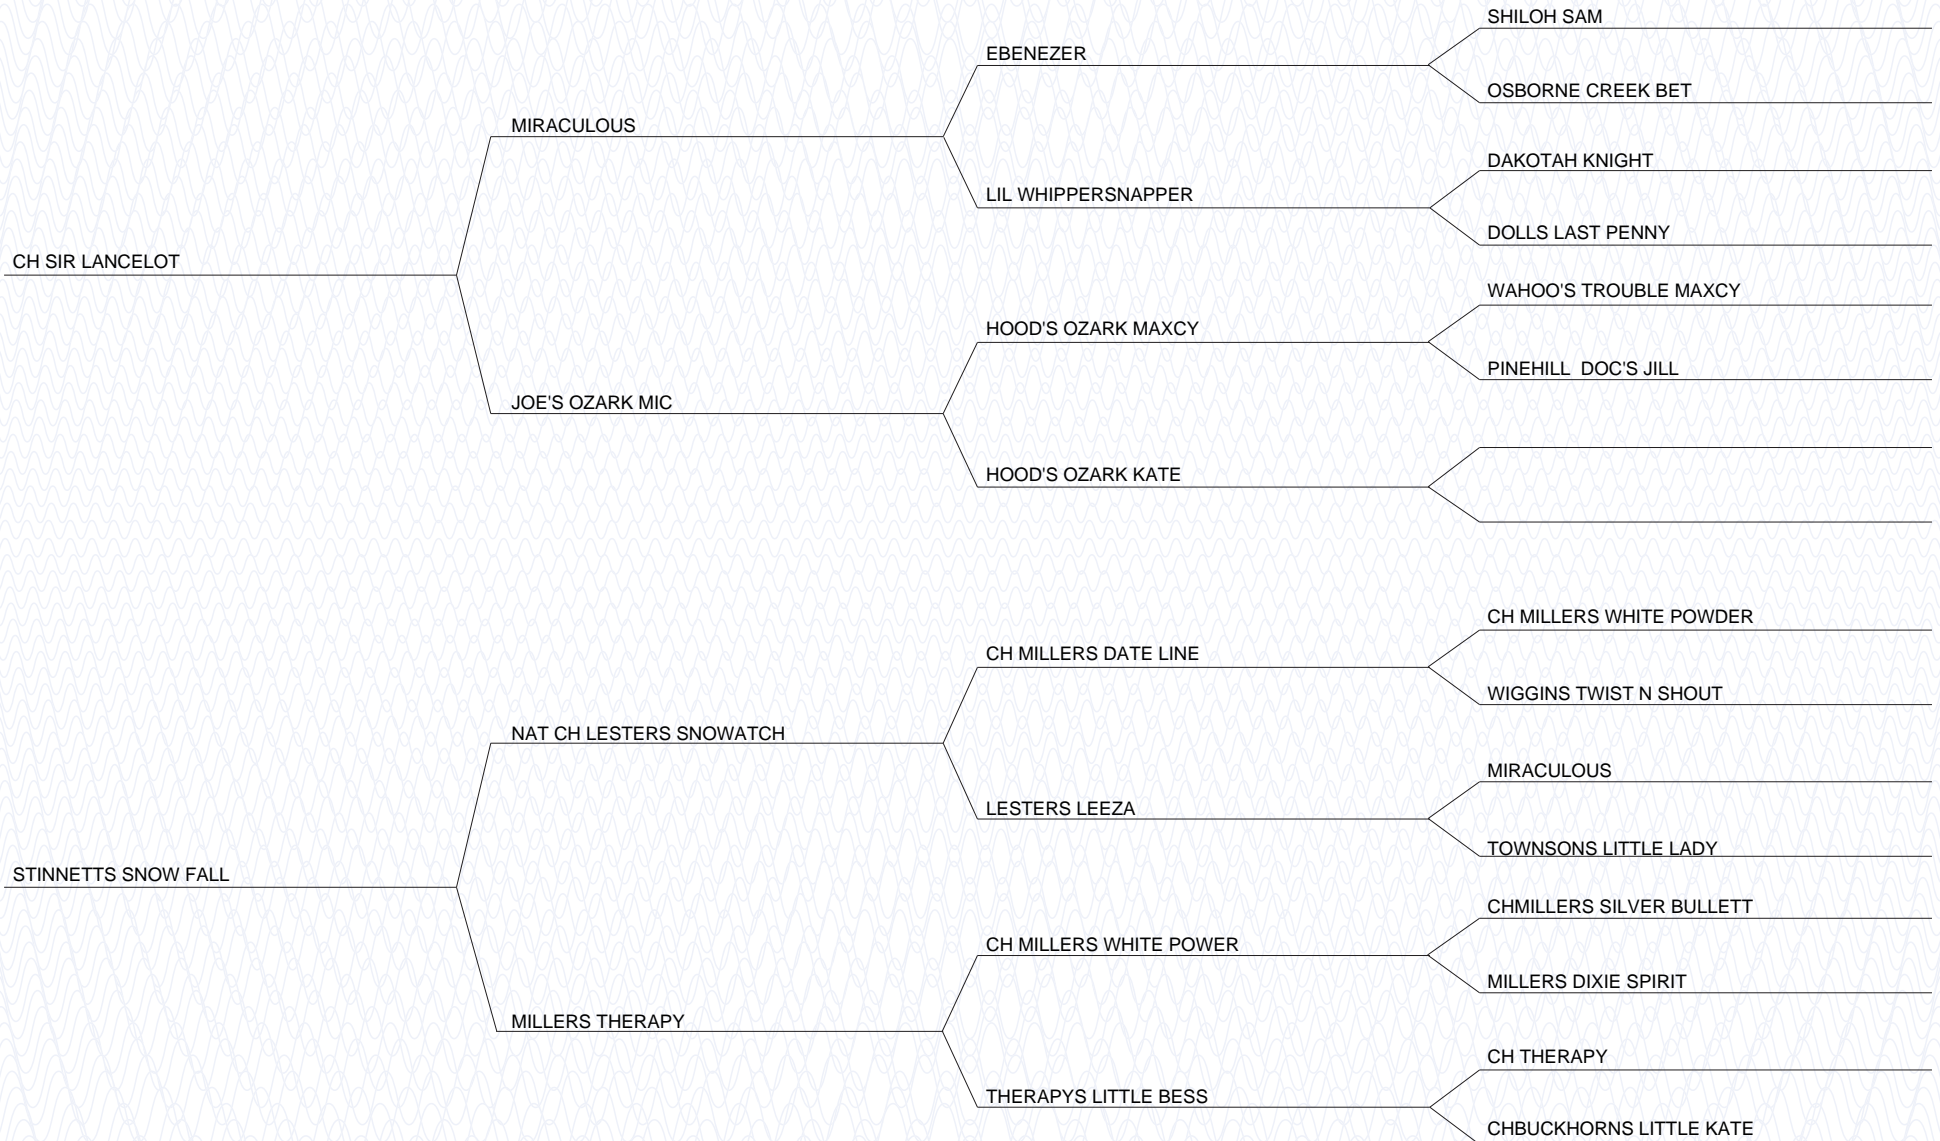 SHILOH SAM
EBENEZER
OSBORNE CREEK BET
MIRACULOUS
DAKOTAH KNIGHT
LIL WHIPPERSNAPPER
DOLLS LAST PENNY
CH SIR LANCELOT
WAHOO'S TROUBLE MAXCY
HOOD'S OZARK MAXCY
PINEHILL  DOC'S JILL
JOE'S OZARK MIC
HOOD'S OZARK KATE
CH MILLERS WHITE POWDER
CH MILLERS DATE LINE
WIGGINS TWIST N SHOUT
NAT CH LESTERS SNOWATCH
MIRACULOUS
LESTERS LEEZA
TOWNSONS LITTLE LADY
STINNETTS SNOW FALL
CHMILLERS SILVER BULLETT
CH MILLERS WHITE POWER
MILLERS DIXIE SPIRIT
MILLERS THERAPY
CH THERAPY
THERAPYS LITTLE BESS
CHBUCKHORNS LITTLE KATE